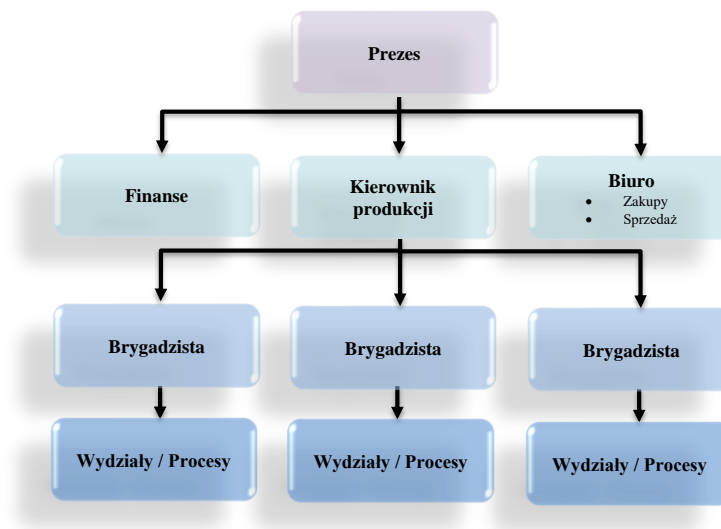 Prezes
Finanse
Kierownik
produkcji
Biuro
• Zakupy
• Sprzedaż
Brygadzista
Brygadzista
Brygadzista
Wydziały / Procesy
Wydziały / Procesy
Wydziały / Procesy